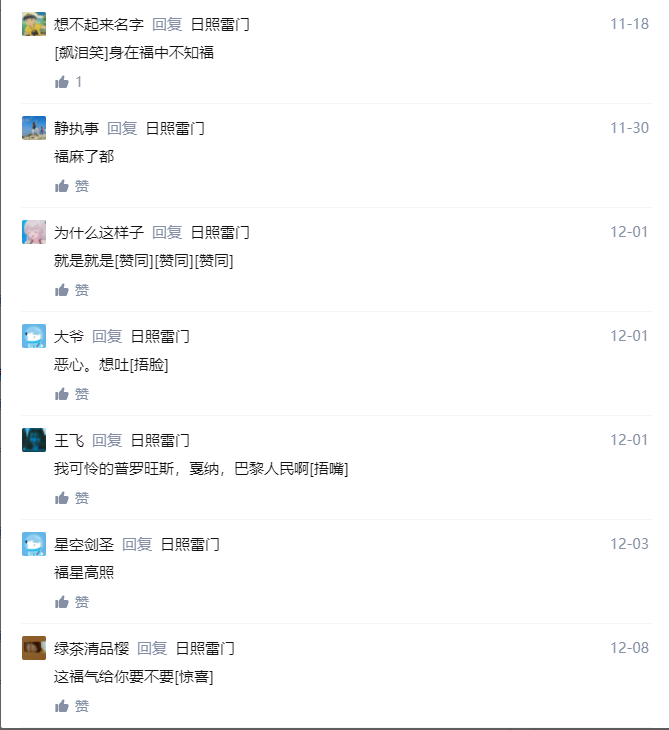 想不起来名字 回复 日照雷门 11-18
[飙泪笑]身在福中不知福
1
静执事 回复 日照雷门 11-30
福麻了都
赞
为什么这样子 回复 日照雷门 12-01
就是就是[赞同][赞同][赞同]
赞
大爷 回复 日照雷门 12-01
恶心。想吐[捂脸]
赞
王飞 回复 日照雷门 12-01
我可怜的普罗旺斯，戛纳，巴黎人民啊[捂嘴]
赞
星空剑圣 回复 日照雷门 12-03
福星高照
赞
绿茶清品樱 回复 日照雷门 12-08
这福气给你要不要[惊喜]
赞